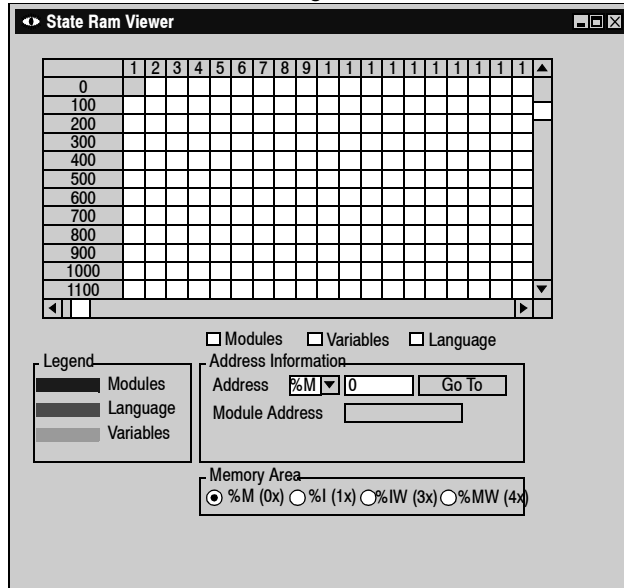 State Ram Viewer
1 2 3 4 5 6 7 8 9 1 1 1 1 1 1 1 1 1 1
0
100
200
300
400
500
600
700
800
900
1000
1100
Modules Variables Language
Legend
Modules
Language
Variables
Address Information
Address %M 0 Go To
Module Address
Memory Area
%M (0x) %I (1x) %IW (3x) %MW (4x)